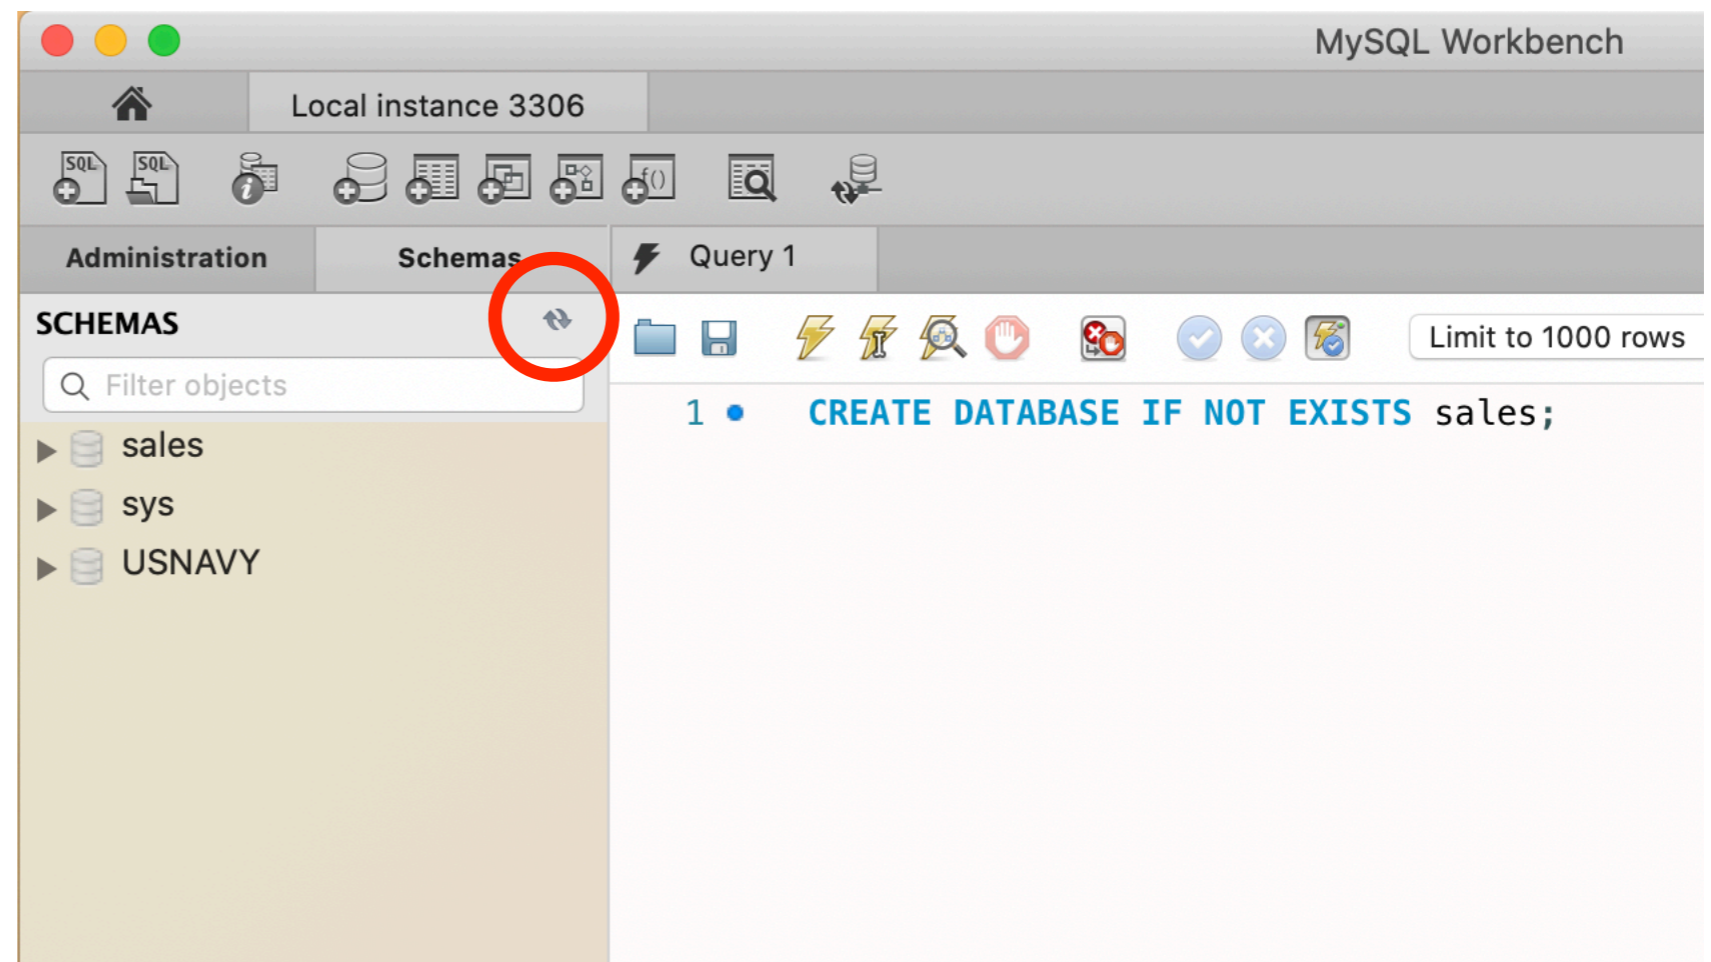 MySQL Workbench
Local instance 3306
SQL SQL i f()
Administration Schemas Query 1
SCHEMAS
Limit to 1000 rows
Filter objects
1 CREATE DATABASE IF NOT EXISTS sales;
sales
sys
USNAVY